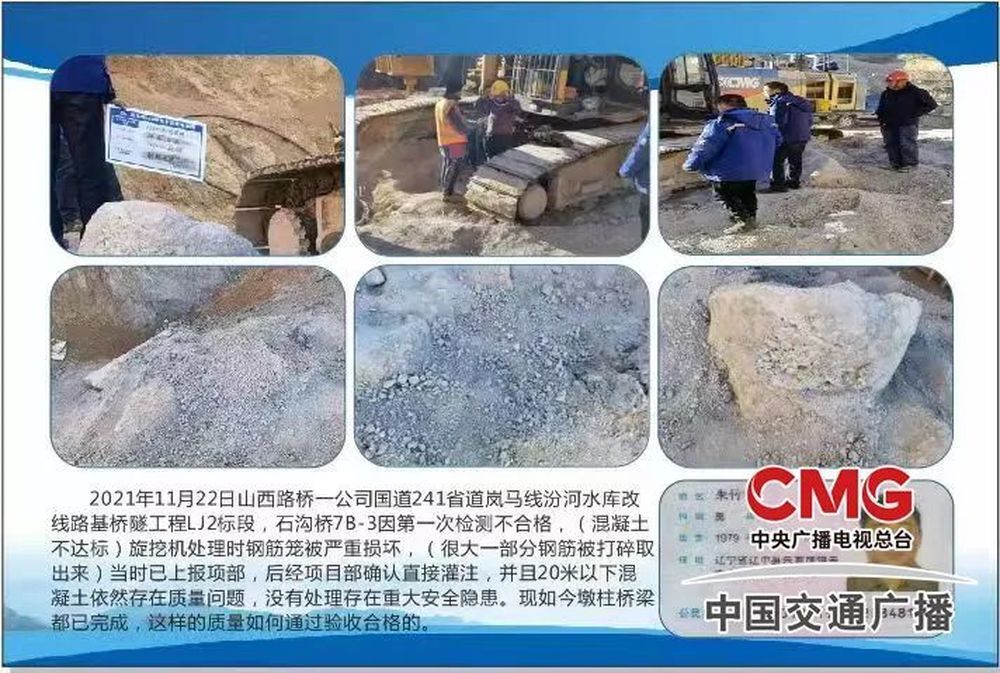 XCMG
2021年11月22日山西路桥一公司国道241省道岚马线汾河水库改
线路基桥隧工程LJ2标段，石沟桥7B-3因第一次检测不合格，（混凝土
不达标）旋挖机处理时钢筋笼被严重损坏，（很大一部分钢筋被打碎取
出来）当时已上报项部，后经项目部确认直接灌注，并且20米以下混
凝土依然存在质量问题，没有处理存在重大安全隐患。现如今墩柱桥梁
都已完成，这样的质量如何通过验收合格的。
CMG
中央广播电视总台
中国交通广播
1979
公民